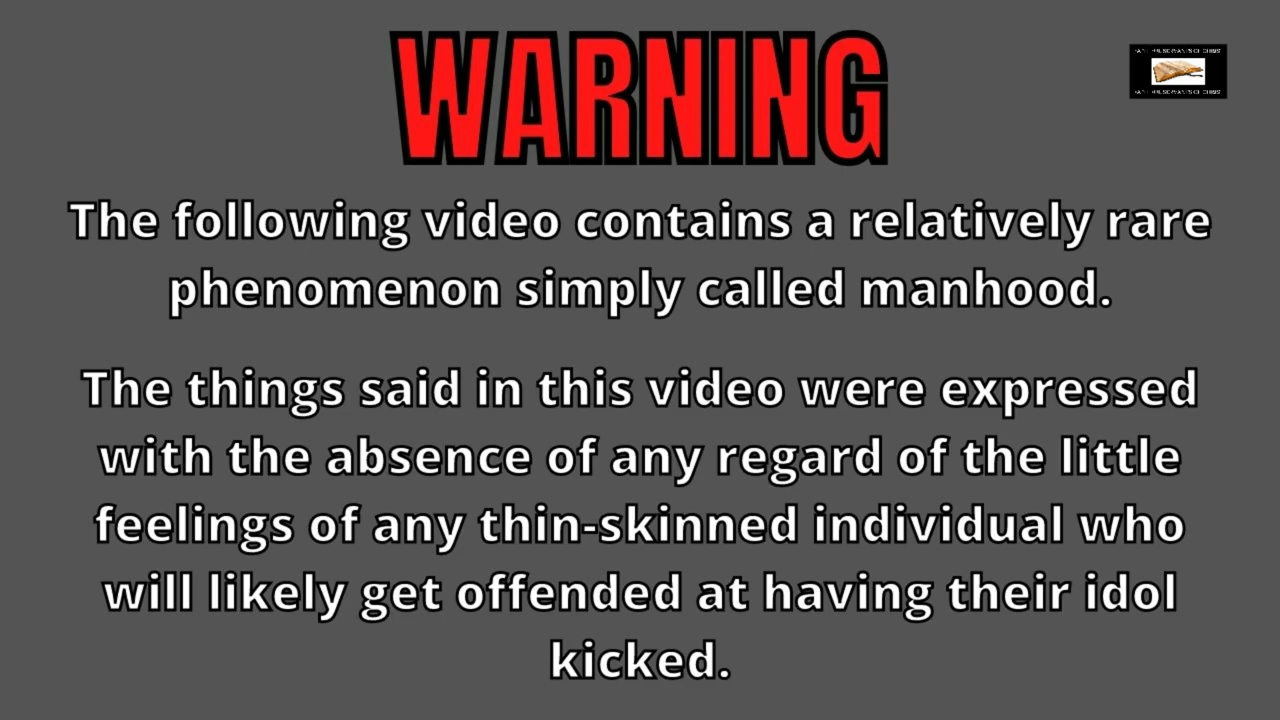 WARNING
The following video contains a relatively rare
phenomenon simply called manhood.
The things said in this video were expressed
with the absence of any regard of the little
feelings of any thin-skinned individual who
will likely get offended at having their idol
kicked.